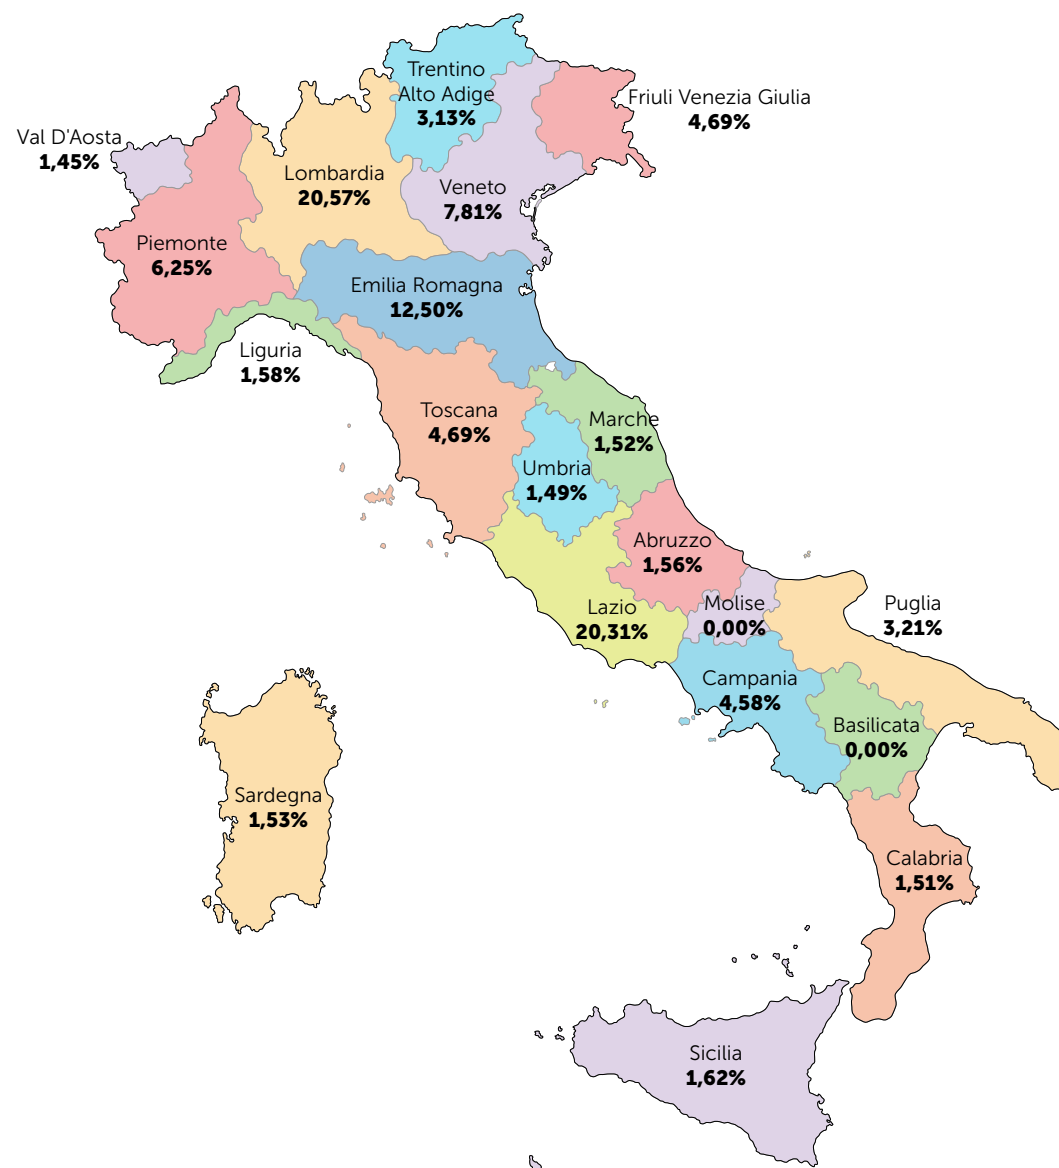 Trentino
Alto Adige
3,13%
Friuli Venezia Giulia
4,69%
Val D'Aosta
1,45%
Lombardia
20,57%
Veneto
7,81%
Piemonte
6,25%
Emilia Romagna
12,50%
Liguria
1,58%
Toscana
4,69%
Marche
1,52%
Umbria
1,49%
Abruzzo
1,56%
Lazio
20,31%
Molise
0,00%
Puglia
3,21%
Campania
4,58%
Basilicata
0,00%
Sardegna
1,53%
Calabria
1,51%
Sicilia
1,62%